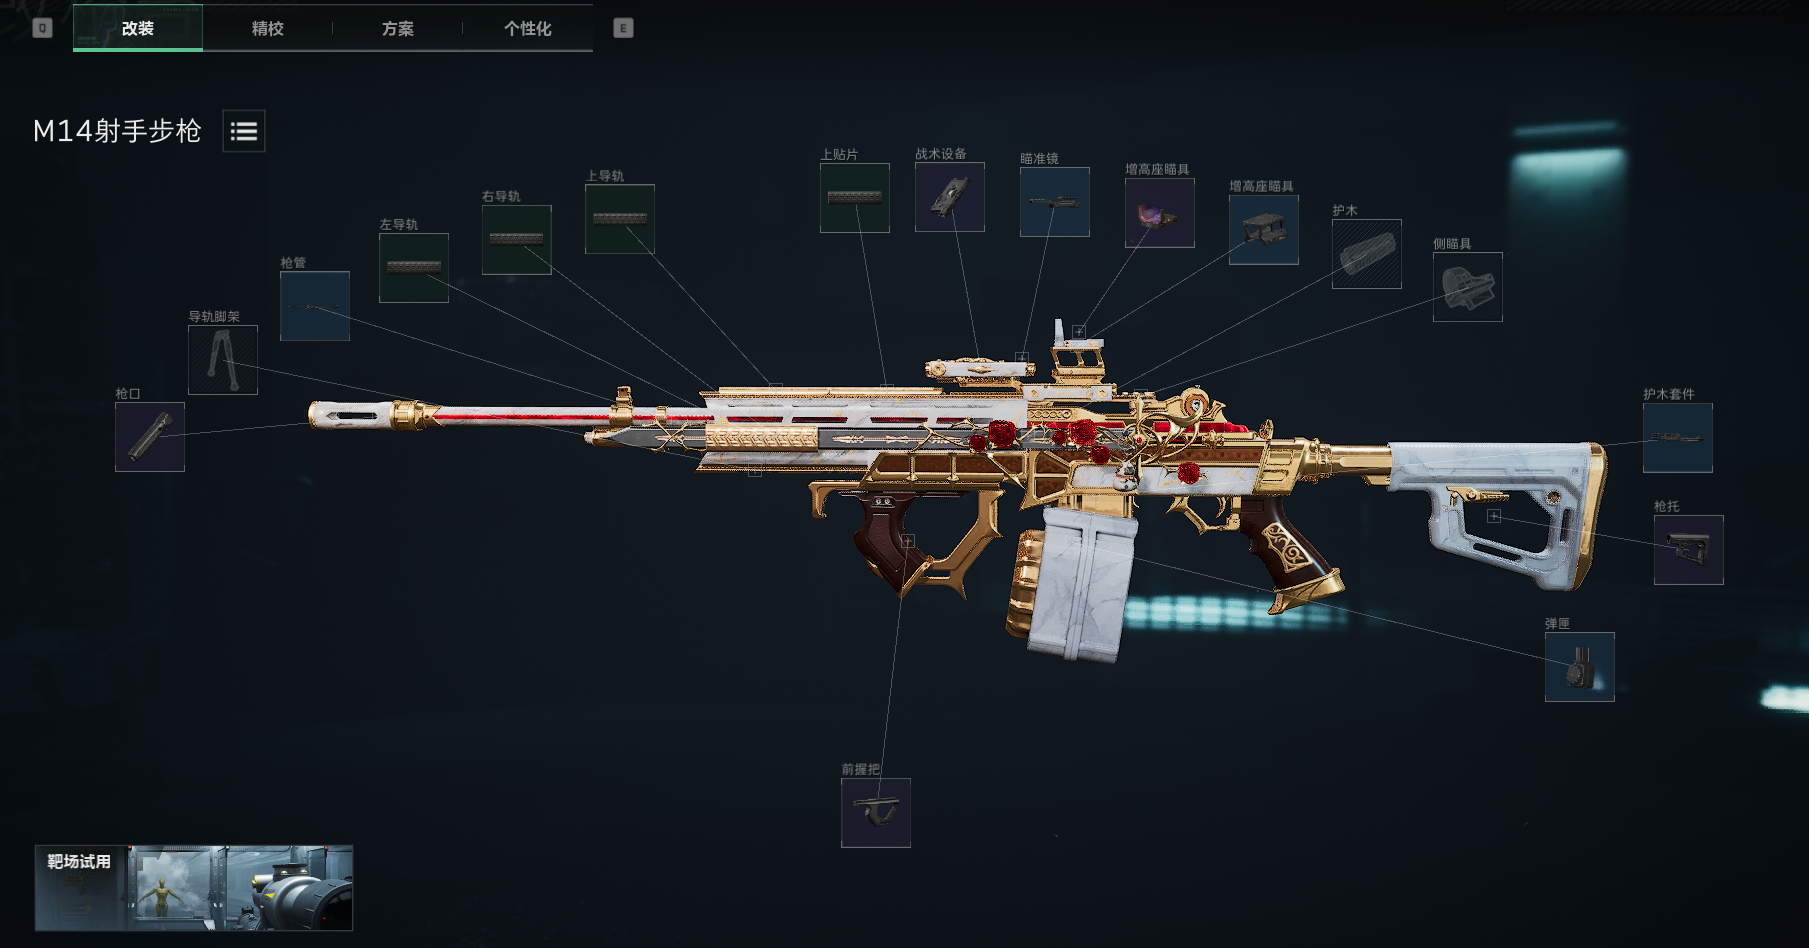 Q 改装 精校 方案 个性化 E
M14射手步枪
上贴片
战术设备
瞄准镜
增高座瞄具
增高座瞄具
护木
侧瞄具
上导轨
右导轨
左导轨
枪管
导轨脚架
枪口
护木套件
枪托
弹匣
前握把
靶场试用